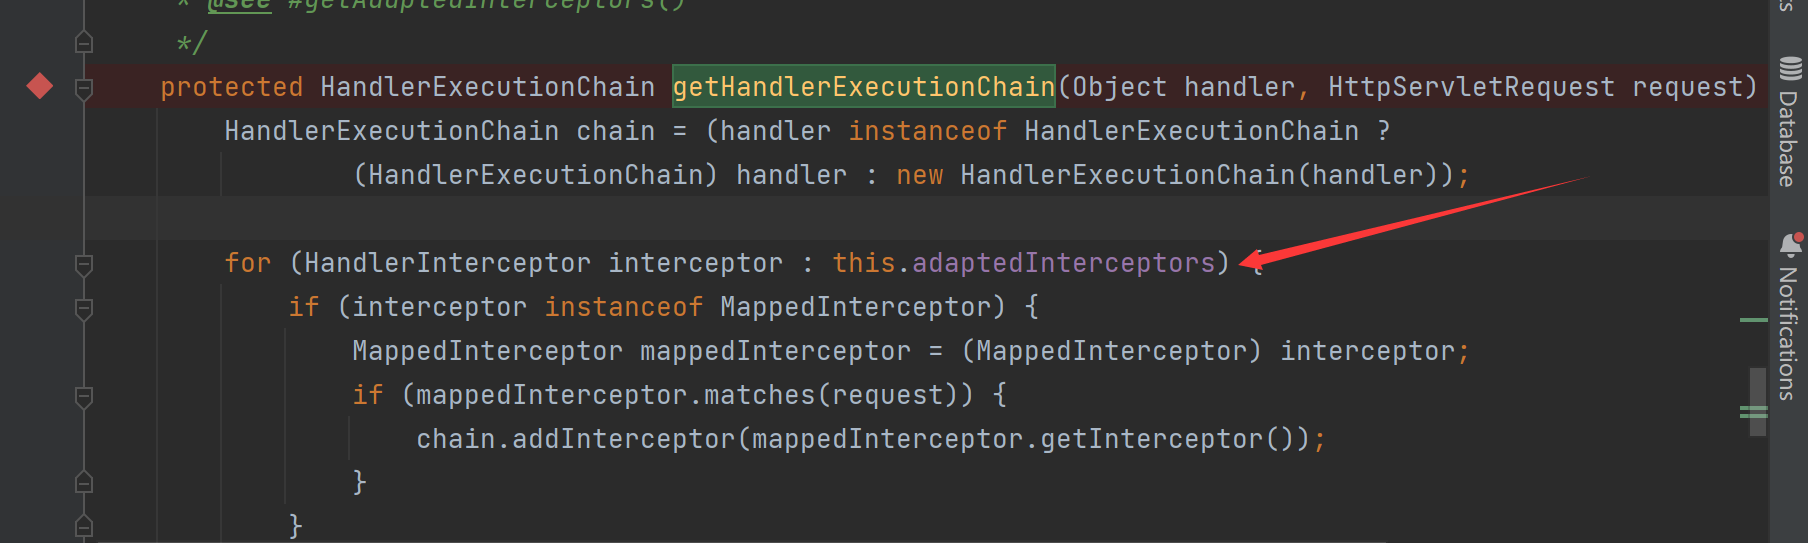 * @see #getAdaptedInterceptors()
*/
protected HandlerExecutionChain getHandlerExecutionChain(Object handler, HttpServletRequest request)
HandlerExecutionChain chain = (handler instanceof HandlerExecutionChain ?
(HandlerExecutionChain) handler : new HandlerExecutionChain(handler));
for (HandlerInterceptor interceptor : this.adaptedInterceptors) {
if (interceptor instanceof MappedInterceptor) {
MappedInterceptor mappedInterceptor = (MappedInterceptor) interceptor;
if (mappedInterceptor.matches(request)) {
chain.addInterceptor(mappedInterceptor.getInterceptor());
}
}
Database
Notifications